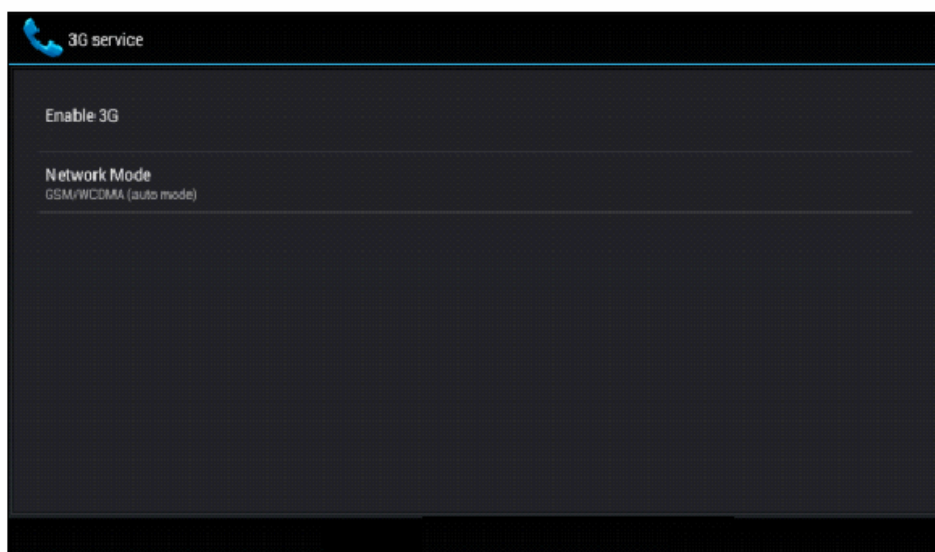 3G service
Enable 3G
Network Mode
GSM/WCDMA (auto mode)